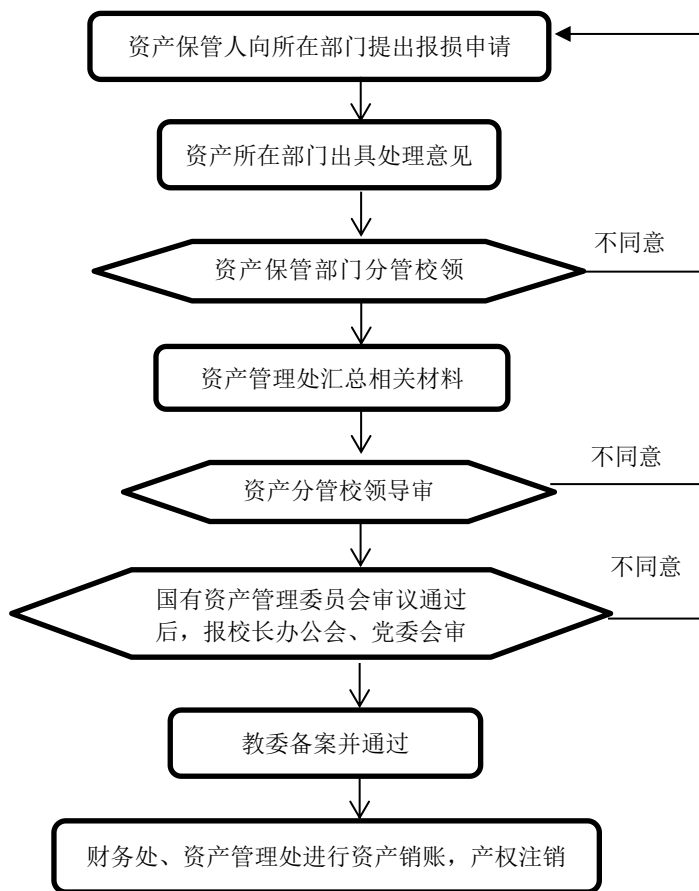 资产保管人向所在部门提出报损申请
资产所在部门出具处理意见
不同意
资产保管部门分管校领
资产管理处汇总相关材料
不同意
资产分管校领导审
不同意
国有资产管理委员会审议通过
后，报校长办公会、党委会审
教委备案并通过
财务处、资产管理处进行资产销账，产权注销